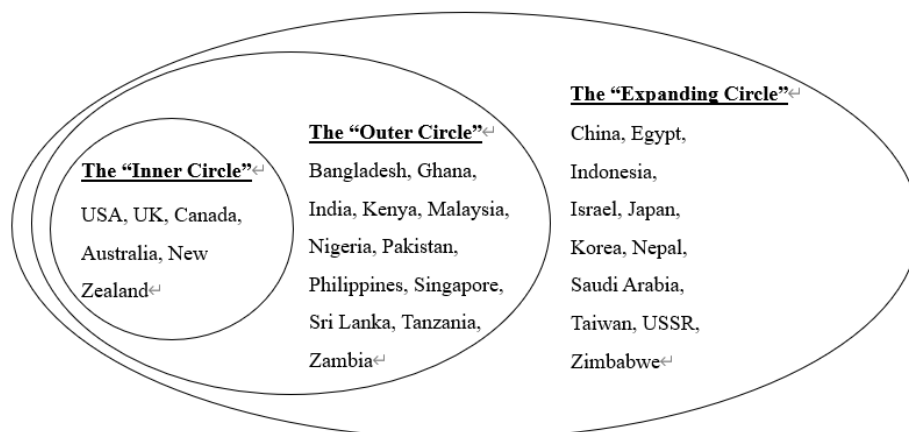 The “Inner Circle”↵
USA, UK, Canada,
Australia, New
Zealand↵
The “Outer Circle”↵
Bangladesh, Ghana,
India, Kenya, Malaysia,
Nigeria, Pakistan,
Philippines, Singapore,
Sri Lanka, Tanzania,
Zambia↵
The “Expanding Circle”↵
China, Egypt,
Indonesia,
Israel, Japan,
Korea, Nepal,
Saudi Arabia,
Taiwan, USSR,
Zimbabwe↵